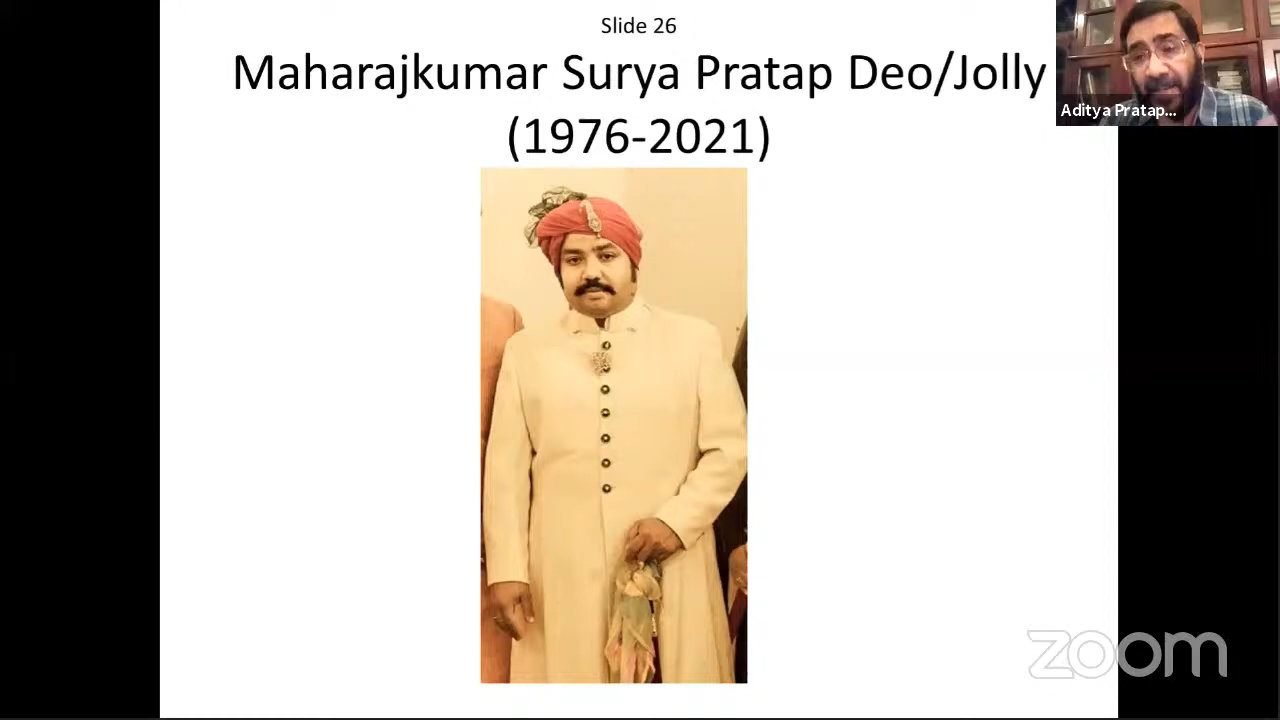 Slide 26
Maharajkumar Surya Pratap Deo/Jolly
(1976-2021)
Aditya Pratap...
zoom